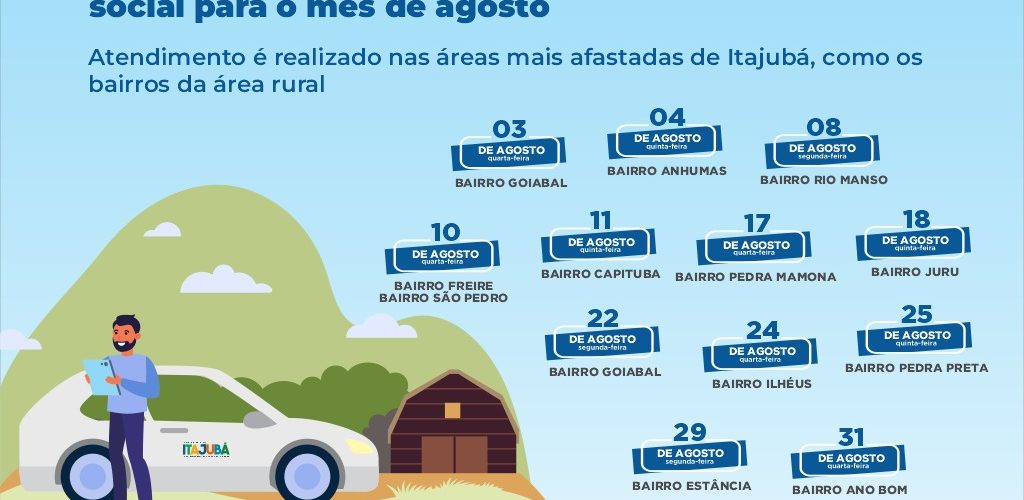 social para o mês de agosto
Atendimento é realizado nas áreas mais afastadas de Itajubá, como os
bairros da área rural
03
DE AGOSTO
quarta-feira
BAIRRO GOIABAL
04
DE AGOSTO
quinta-feira
BAIRRO ANHUMAS
08
DE AGOSTO
segunda-feira
BAIRRO RIO MANSO
10
DE AGOSTO
quarta-feira
BAIRRO FREIRE
BAIRRO SÃO PEDRO
11
DE AGOSTO
quinta-feira
BAIRRO CAPITUBA
17
DE AGOSTO
quarta-feira
BAIRRO PEDRA MAMONA
18
DE AGOSTO
quinta-feira
BAIRRO JURU
22
DE AGOSTO
segunda-feira
BAIRRO GOIABAL
24
DE AGOSTO
quarta-feira
BAIRRO ILHÉUS
25
DE AGOSTO
quinta-feira
BAIRRO PEDRA PRETA
29
DE AGOSTO
segunda-feira
BAIRRO ESTÂNCIA
31
DE AGOSTO
quarta-feira
BAIRRO ANO BOM
ITAJUBÁ